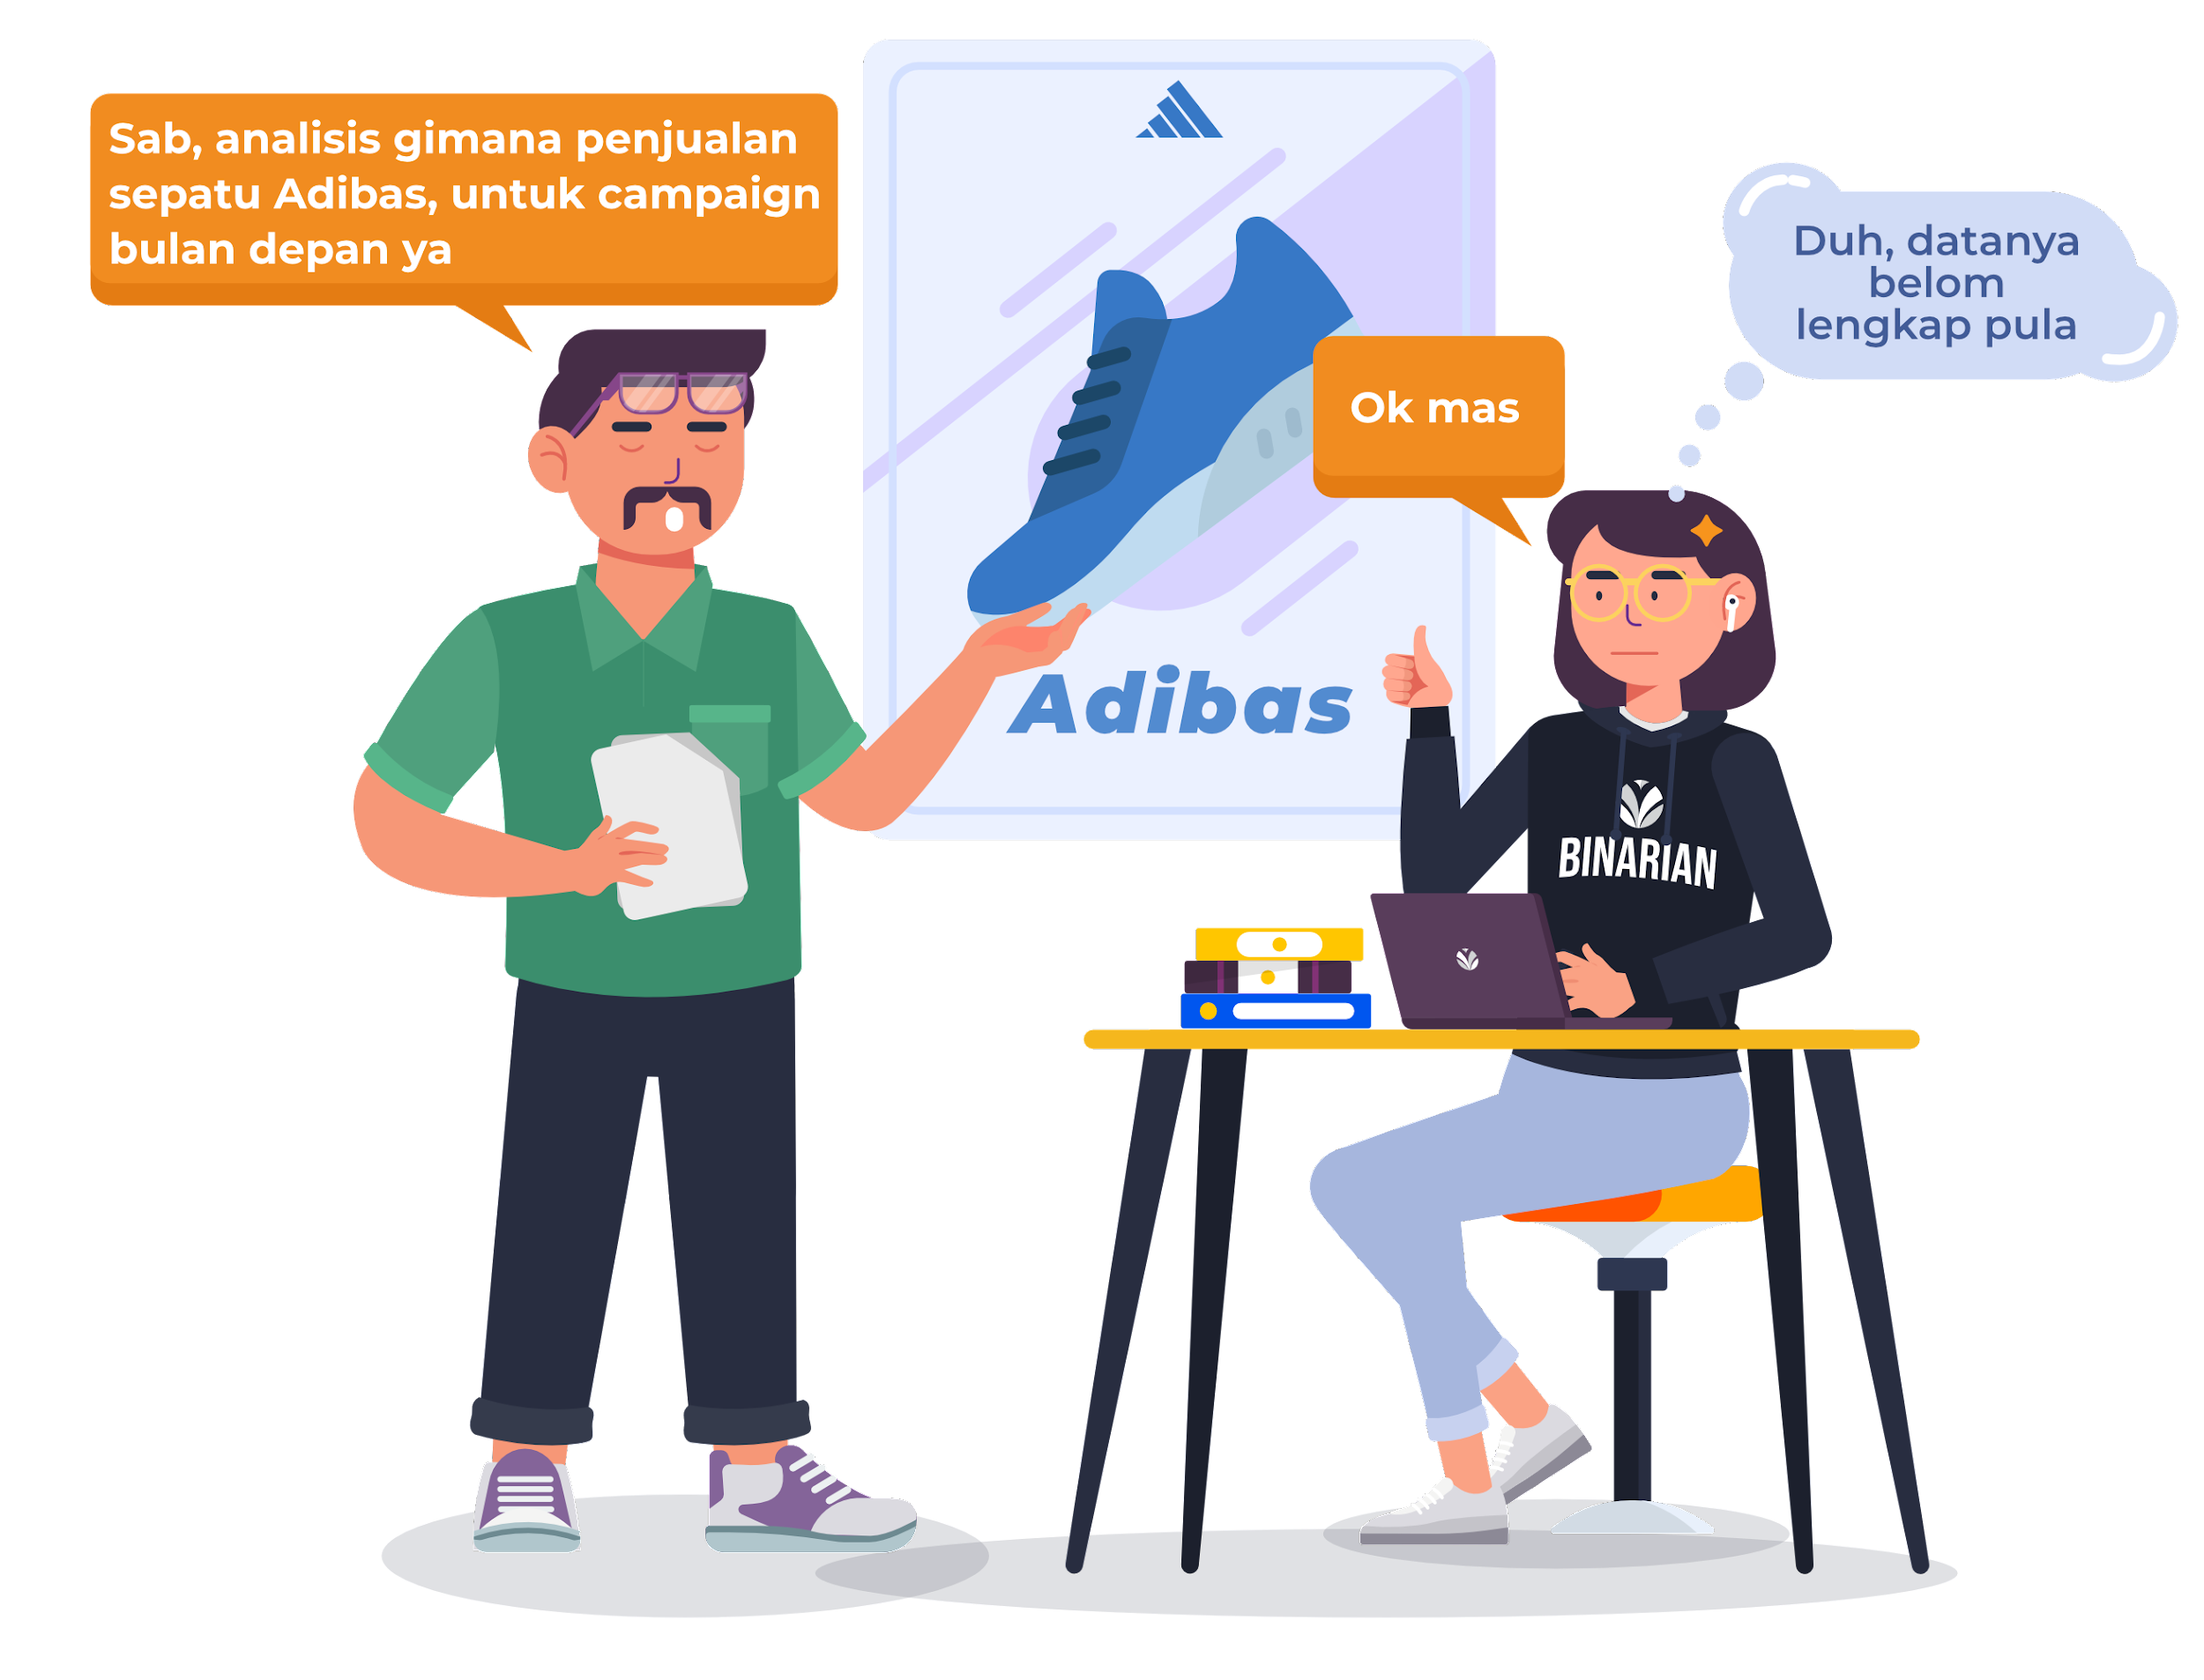 Sab, analisis gimana penjualan
sepatu Adibas, untuk campaign
bulan depan ya
Duh, datanya
belom
lengkap pula
Ok mas
Adibas
BINARIAN